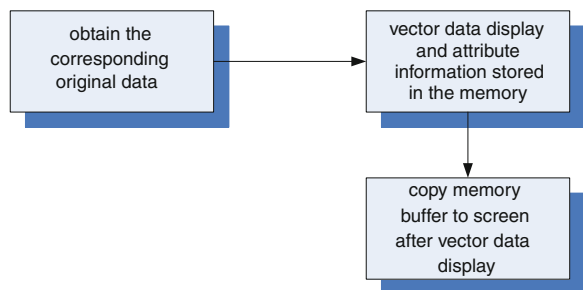 obtain the
corresponding
original data
vector data display
and attribute
information stored
in the memory
copy memory
buffer to screen
after vector data
display